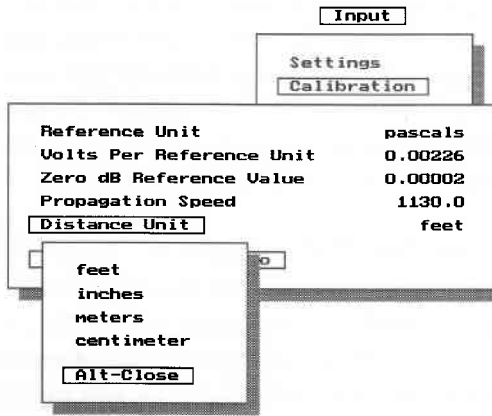 Input
Settings
Calibration
Reference Unit pascals
Volts Per Reference Unit 0.00226
Zero dB Reference Value 0.00002
Propagation Speed 1130.0
Distance Unit feet
feet
inches
meters
centimeter
Alt-Close